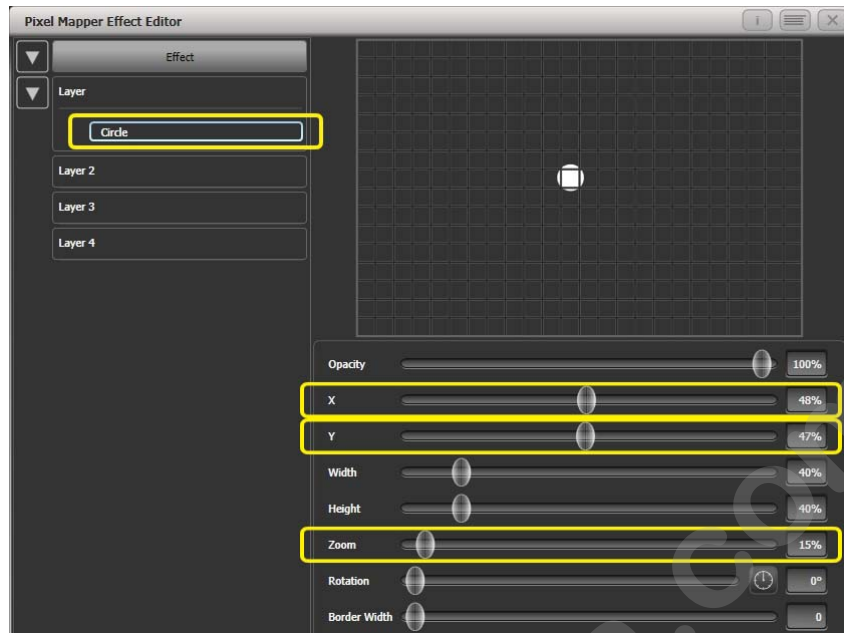 Pixel Mapper Effect Editor
i
Effect
Layer
Circle
Layer 2
Layer 3
Layer 4
Opacity 100%
X 48%
Y 47%
Width 40%
Height 40%
Zoom 15%
Rotation 0°
Border Width 0